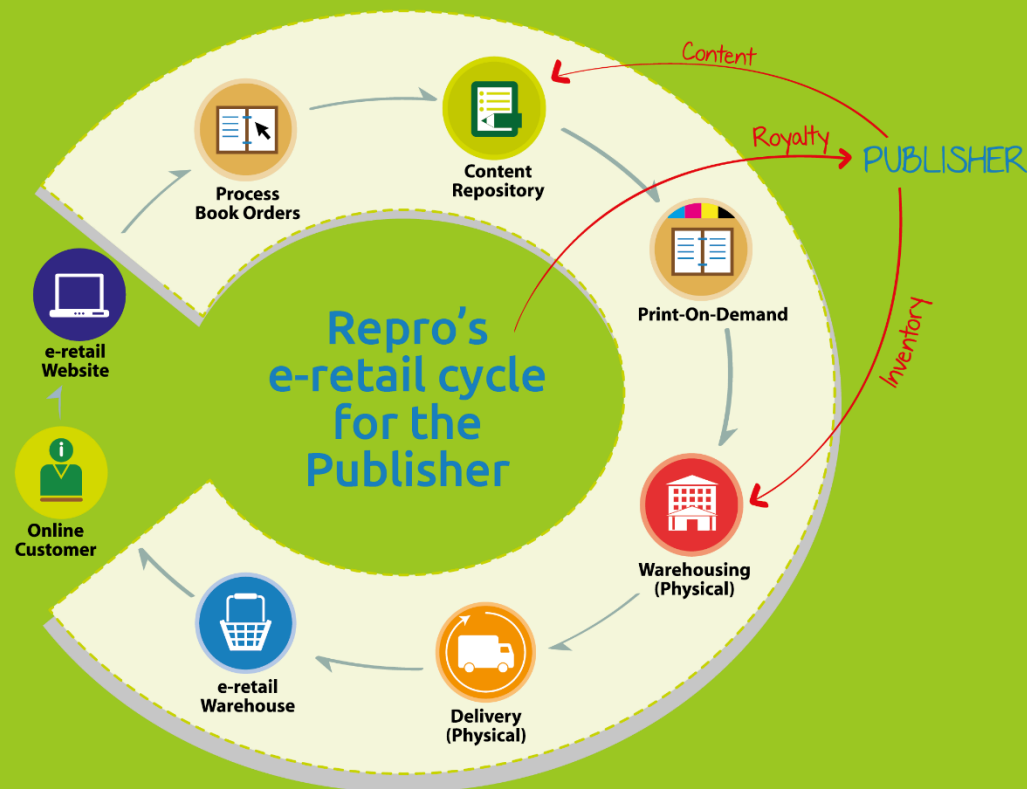 Content
Royalty
PUBLISHER
Inventory
Process
Book Orders
Content
Repository
Print-On-Demand
Warehousing
(Physical)
Delivery
(Physical)
e-retail
Warehouse
Online
Customer
e-retail
Website
Repro's
e-retail cycle
for the
Publisher
i